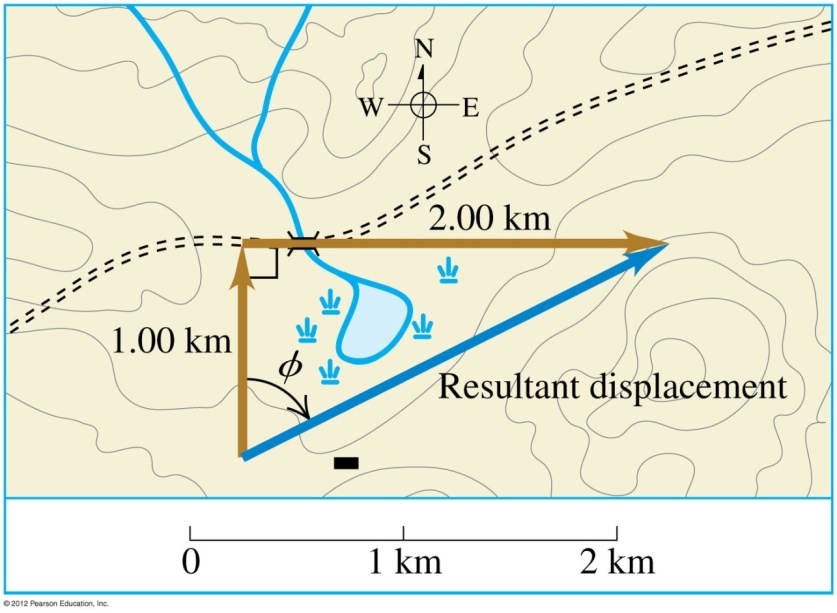 N
W E
S
2.00 km
1.00 km
ϕ
Resultant displacement
0 1 km 2 km
© 2012 Pearson Education, Inc.